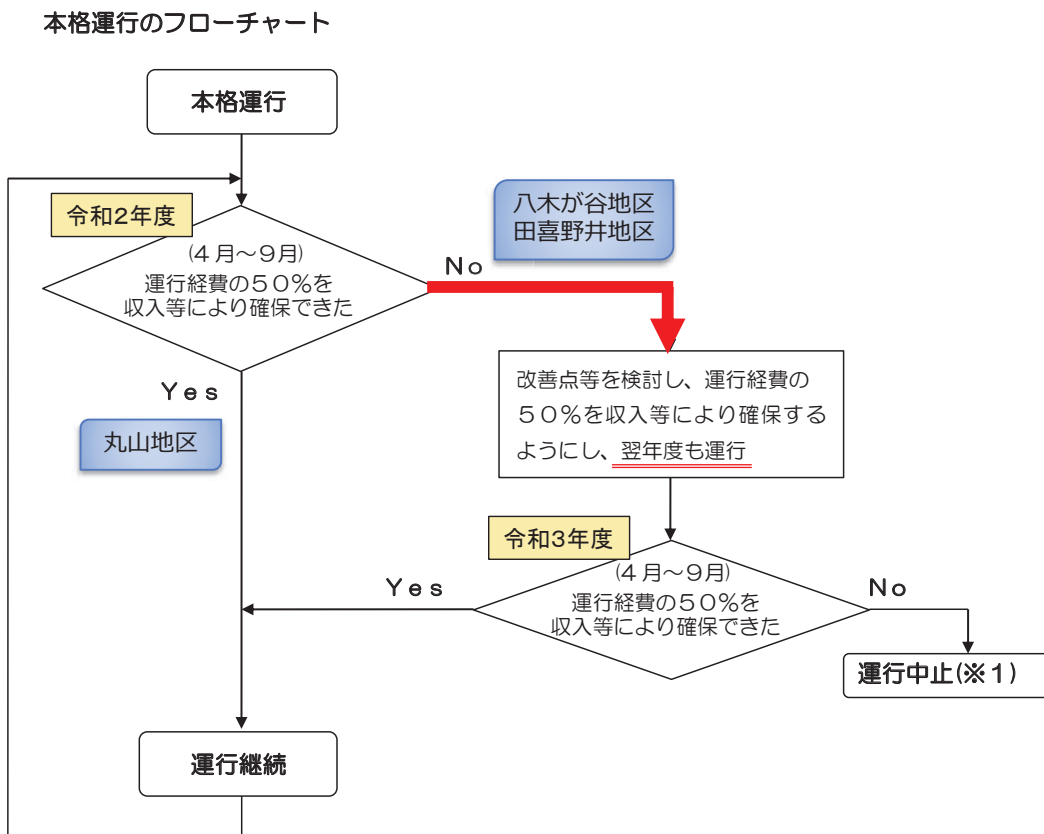 本格運行のフローチャート
本格運行
令和2年度
(4月～9月)
運行経費の50%を
収入等により確保できた
No
八木が谷地区
田喜野井地区
Yes
丸山地区
改善点等を検討し、運行経費の
50%を収入等により確保する
ようにし、翌年度も運行
令和3年度
(4月～9月)
運行経費の50%を
収入等により確保できた
Yes
No
運行中止(※1)
運行継続